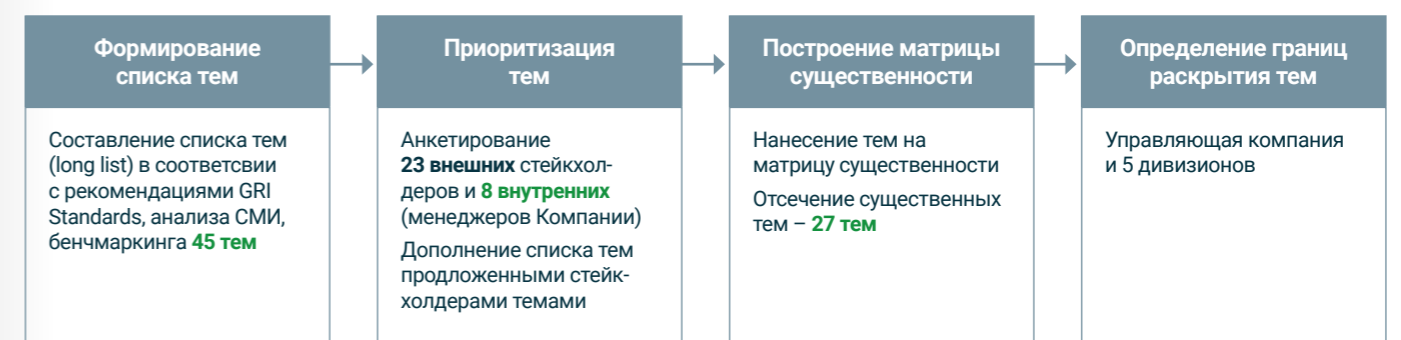 Формирование
списка тем
Составление списка тем
(long list) в соответсвии
с рекомендациями GRI
Standards, анализа СМИ,
бенчмаркинга 45 тем
Приоритизация
тем
Анкетирование
23 внешних стейкхол-
деров и 8 внутренних
(менеджеров Компании)
Дополнение списка тем
продложенными стейк-
холдерами темами
Построение матрицы
существенности
Нанесение тем на
матрицу существенности
Отсечение существенных
тем – 27 тем
Определение границ
раскрытия тем
Управляющая компания
и 5 дивизионов